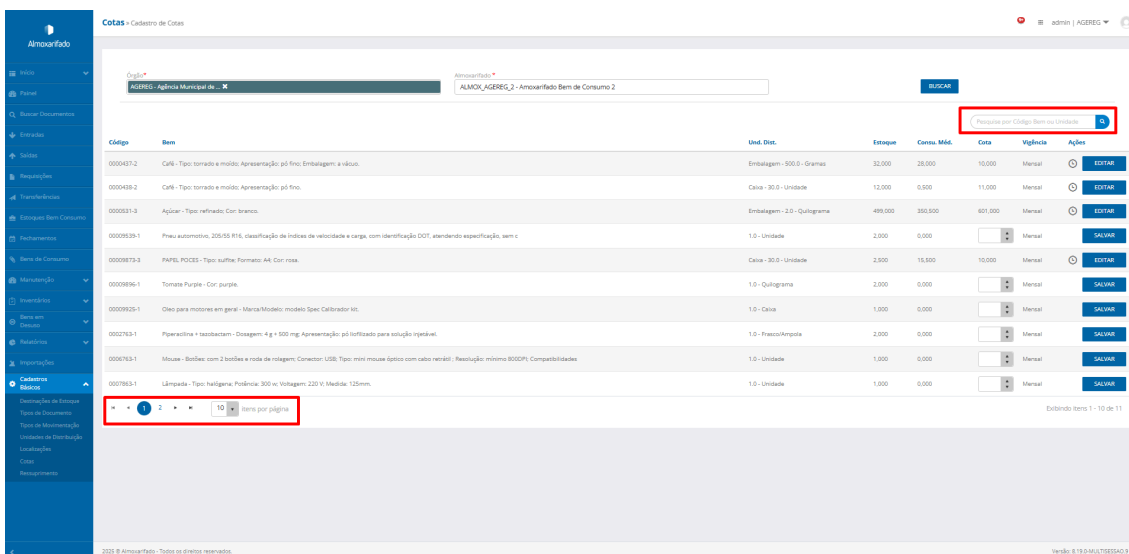 Cotas » Cadastro de Cotas
admin | AGEREG
Almoxarifado
Início
Painel
Buscar Documentos
Entradas
Saídas
Requisições
Transferências
Estoques Bem Consumo
Fechamentos
Bens de Consumo
Manutenção
Inventários
Bens em
Desuso
Relatórios
Importações
Cadastros
Básicos
Destinações de Estoque
Tipos de Documento
Tipos de Movimentação
Unidades de Distribuição
Localizações
Cotas
Ressuprimento
Órgão*
AGEREG - Agência Municipal de ... ✖
Almoxarifado *
ALMOX_AGEREG_2 - Amoxarifado Bem de Consumo 2
BUSCAR
Pesquise por Código Bem ou Unidade
Código Bem Und. Dist. Estoque Consu. Méd. Cota Vigência Ações
0000437-2 Café - Tipo: torrado e moído; Apresentação: pó fino; Embalagem: a vácuo. Embalagem - 500.0 - Gramas 32,000 28,000 10,000 Mensal EDITAR
0000438-2 Café - Tipo: torrado e moído; Apresentação: pó fino. Caixa - 30.0 - Unidade 12,000 0,500 11,000 Mensal EDITAR
0000531-3 Açúcar - Tipo: refinado; Cor: branco. Embalagem - 2.0 - Quilograma 499,000 350,500 601,000 Mensal EDITAR
00009539-1 Pneu automotivo, 205/55 R16, classificação de índices de velocidade e carga, com identificação DOT, atendendo especificação, sem c 1.0 - Unidade 2,000 0,000 Mensal SALVAR
00009873-3 PAPEL POCES - Tipo: sulfite; Formato: A4; Cor: rosa. Caixa - 30.0 - Unidade 2,500 15,500 10,000 Mensal EDITAR
00009896-1 Tomate Purple - Cor: purple. 1.0 - Quilograma 2,000 0,000 Mensal SALVAR
00009925-1 Oleo para motores em geral - Marca/Modelo: modelo Spec Calibrador kit. 1.0 - Caixa 1,000 0,000 Mensal SALVAR
0002763-1 Piperacilina + tazobactam - Dosagem: 4 g + 500 mg; Apresentação: pó liofilizado para solução injetável. 1.0 - Frasco/Ampola 2,000 0,000 Mensal SALVAR
0006763-1 Mouse - Botões: com 2 botões e roda de rolagem; Conector: USB; Tipo: mini mouse óptico com cabo retrátil ; Resolução: mínimo 800DPI; Compatibilidades 1.0 - Unidade 1,000 0,000 Mensal SALVAR
0007863-1 Lâmpada - Tipo: halógena; Potência: 300 w; Voltagem: 220 V; Medida: 125mm. 1.0 - Unidade 1,000 0,000 Mensal SALVAR
1 2 10 itens por página
Exibindo itens 1 - 10 de 11
2025 © Almoxarifado - Todos os direitos reservados.
Versão: 8.19.0-MULTISESSAO.9